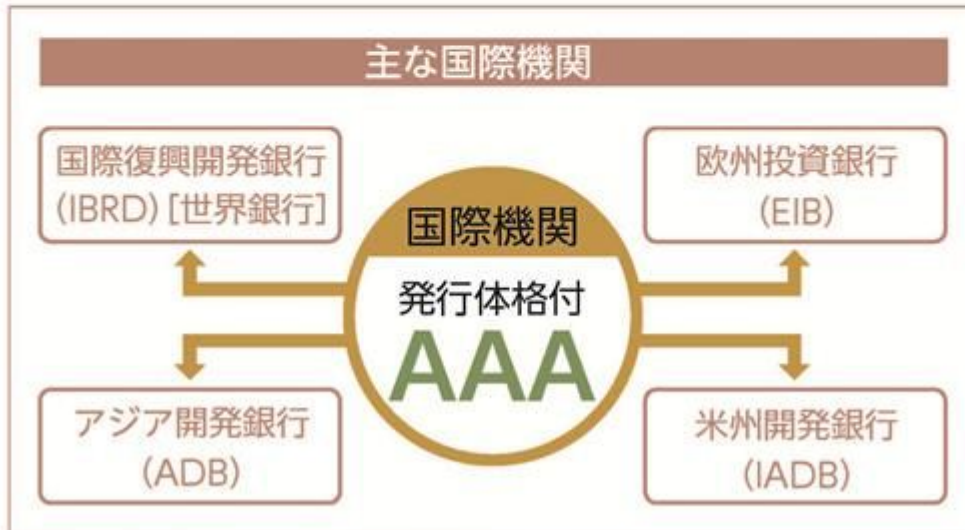 主な国際機関
国際復興開発銀行
(IBRD) [世界銀行]
欧州投資銀行
(EIB)
国際機関
発行体格付
AAA
アジア開発銀行
(ADB)
米州開発銀行
(IADB)